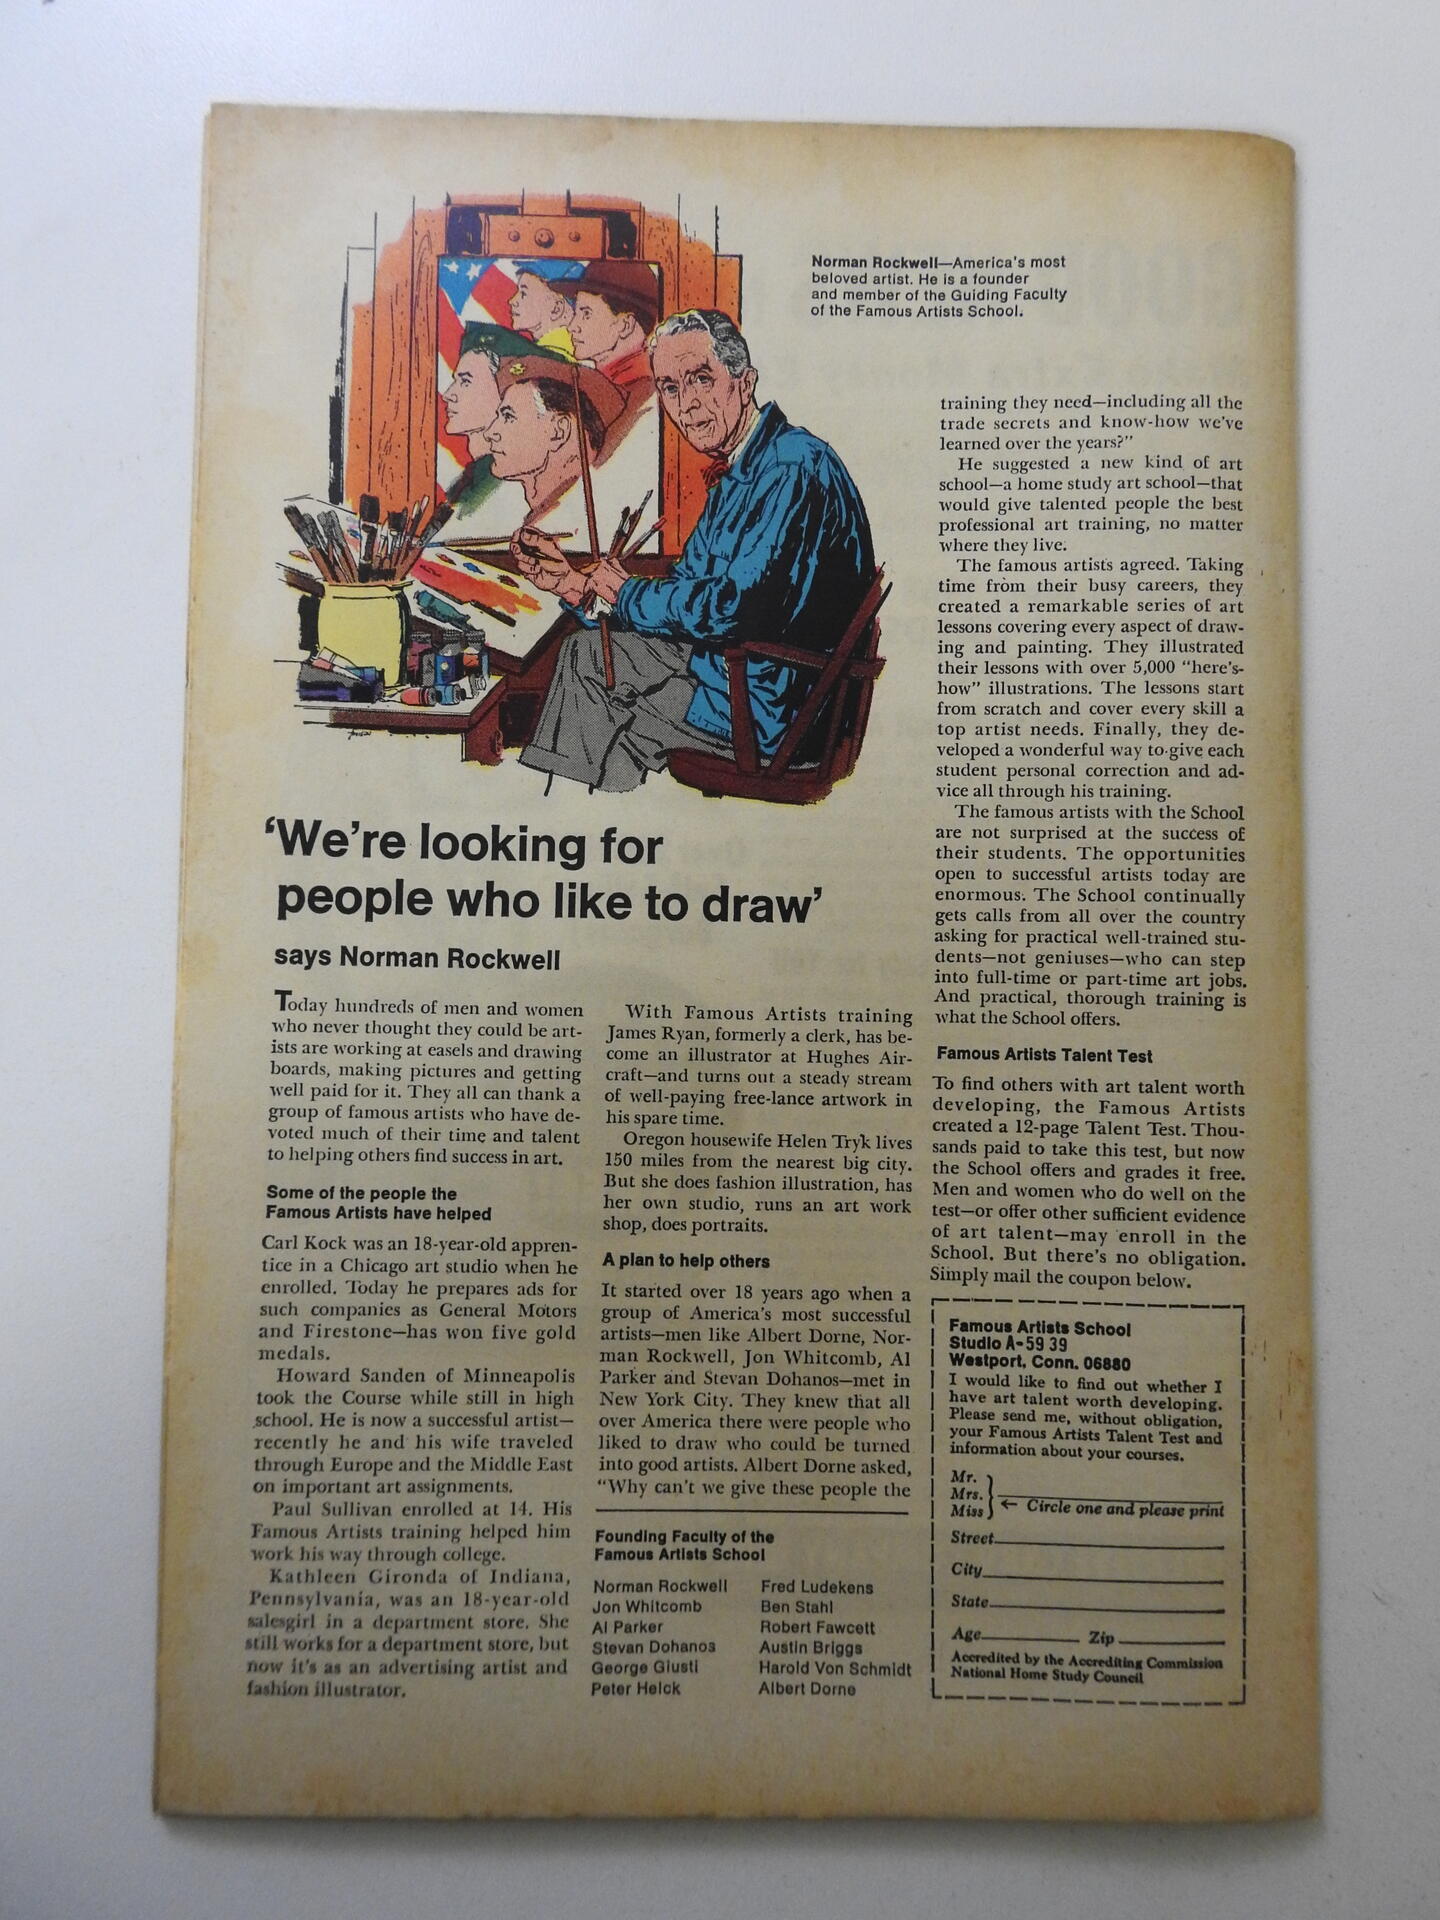 Norman Rockwell—America's most
beloved artist. He is a founder
and member of the Guiding Faculty
of the Famous Artists School.
'We're looking for
people who like to draw'
says Norman Rockwell
Today hundreds of men and women
who never thought they could be art-
ists are working at easels and drawing
boards, making pictures and getting
well paid for it. They all can thank a
group of famous artists who have de-
voted much of their time and talent
to helping others find success in art.
Some of the people the
Famous Artists have helped
Carl Kock was an 18-year-old appren-
tice in a Chicago art studio when he
enrolled. Today he prepares ads for
such companies as General Motors
and Firestone—has won five gold
medals.
Howard Sanden of Minneapolis
took the Course while still in high
school. He is now a successful artist—
recently he and his wife traveled
through Europe and the Middle East
on important art assignments.
Paul Sullivan enrolled at 14. His
Famous Artists training helped him
work his way through college.
Kathleen Gironda of Indiana,
Pennsylvania, was an 18-year-old
salesgirl in a department store. She
still works for a department store, but
now it's as an advertising artist and
fashion illustrator.
With Famous Artists training
James Ryan, formerly a clerk, has be-
come an illustrator at Hughes Air-
craft—and turns out a steady stream
of well-paying free-lance artwork in
his spare time.
Oregon housewife Helen Tryk lives
150 miles from the nearest big city.
But she does fashion illustration, has
her own studio, runs an art work
shop, does portraits.
A plan to help others
It started over 18 years ago when a
group of America's most successful
artists—men like Albert Dorne, Nor-
man Rockwell, Jon Whitcomb, Al
Parker and Stevan Dohanos—met in
New York City. They knew that all
over America there were people who
liked to draw who could be turned
into good artists. Albert Dorne asked,
"Why can't we give these people the
Founding Faculty of the
Famous Artists School
Norman Rockwell
Jon Whitcomb
Al Parker
Stevan Dohanos
George Giusti
Peter Helck
Fred Ludekens
Ben Stahl
Robert Fawcett
Austin Briggs
Harold Von Schmidt
Albert Dorne
training they need—including all the
trade secrets and know-how we've
learned over the years?"
He suggested a new kind of art
school—a home study art school—that
would give talented people the best
professional art training, no matter
where they live.
The famous artists agreed. Taking
time from their busy careers, they
created a remarkable series of art
lessons covering every aspect of draw-
ing and painting. They illustrated
their lessons with over 5,000 "here's-
how" illustrations. The lessons start
from scratch and cover every skill a
top artist needs. Finally, they de-
veloped a wonderful way to give each
student personal correction and ad-
vice all through his training.
The famous artists with the School
are not surprised at the success of
their students. The opportunities
open to successful artists today are
enormous. The School continually
gets calls from all over the country
asking for practical well-trained stu-
dents—not geniuses—who can step
into full-time or part-time art jobs.
And practical, thorough training is
what the School offers.
Famous Artists Talent Test
To find others with art talent worth
developing, the Famous Artists
created a 12-page Talent Test. Thou-
sands paid to take this test, but now
the School offers and grades it free.
Men and women who do well on the
test—or offer other sufficient evidence
of art talent—may enroll in the
School. But there's no obligation.
Simply mail the coupon below.
Famous Artists School
Studio A-59 39
Westport, Conn. 06880
I would like to find out whether I
have art talent worth developing.
Please send me, without obligation,
your Famous Artists Talent Test and
information about your courses.
Mr.
Mrs.
Miss
← Circle one and please print
Street
City
State
Age Zip
Accredited by the Accrediting Commission
National Home Study Council